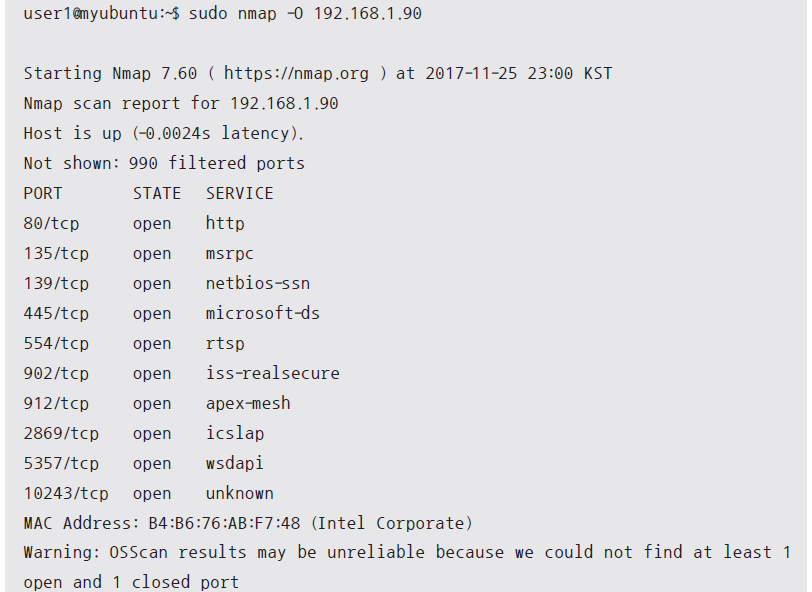 user1@myubuntu:~$ sudo nmap -O 192.168.1.90
Starting Nmap 7.60 ( https://nmap.org ) at 2017-11-25 23:00 KST
Nmap scan report for 192.168.1.90
Host is up (-0.0024s latency).
Not shown: 990 filtered ports
PORT STATE SERVICE
80/tcp open http
135/tcp open msrpc
139/tcp open netbios-ssn
445/tcp open microsoft-ds
554/tcp open rtsp
902/tcp open iss-realsecure
912/tcp open apex-mesh
2869/tcp open icslap
5357/tcp open wsdapi
10243/tcp open unknown
MAC Address: B4:B6:76:AB:F7:48 (Intel Corporate)
Warning: OSScan results may be unreliable because we could not find at least 1
open and 1 closed port